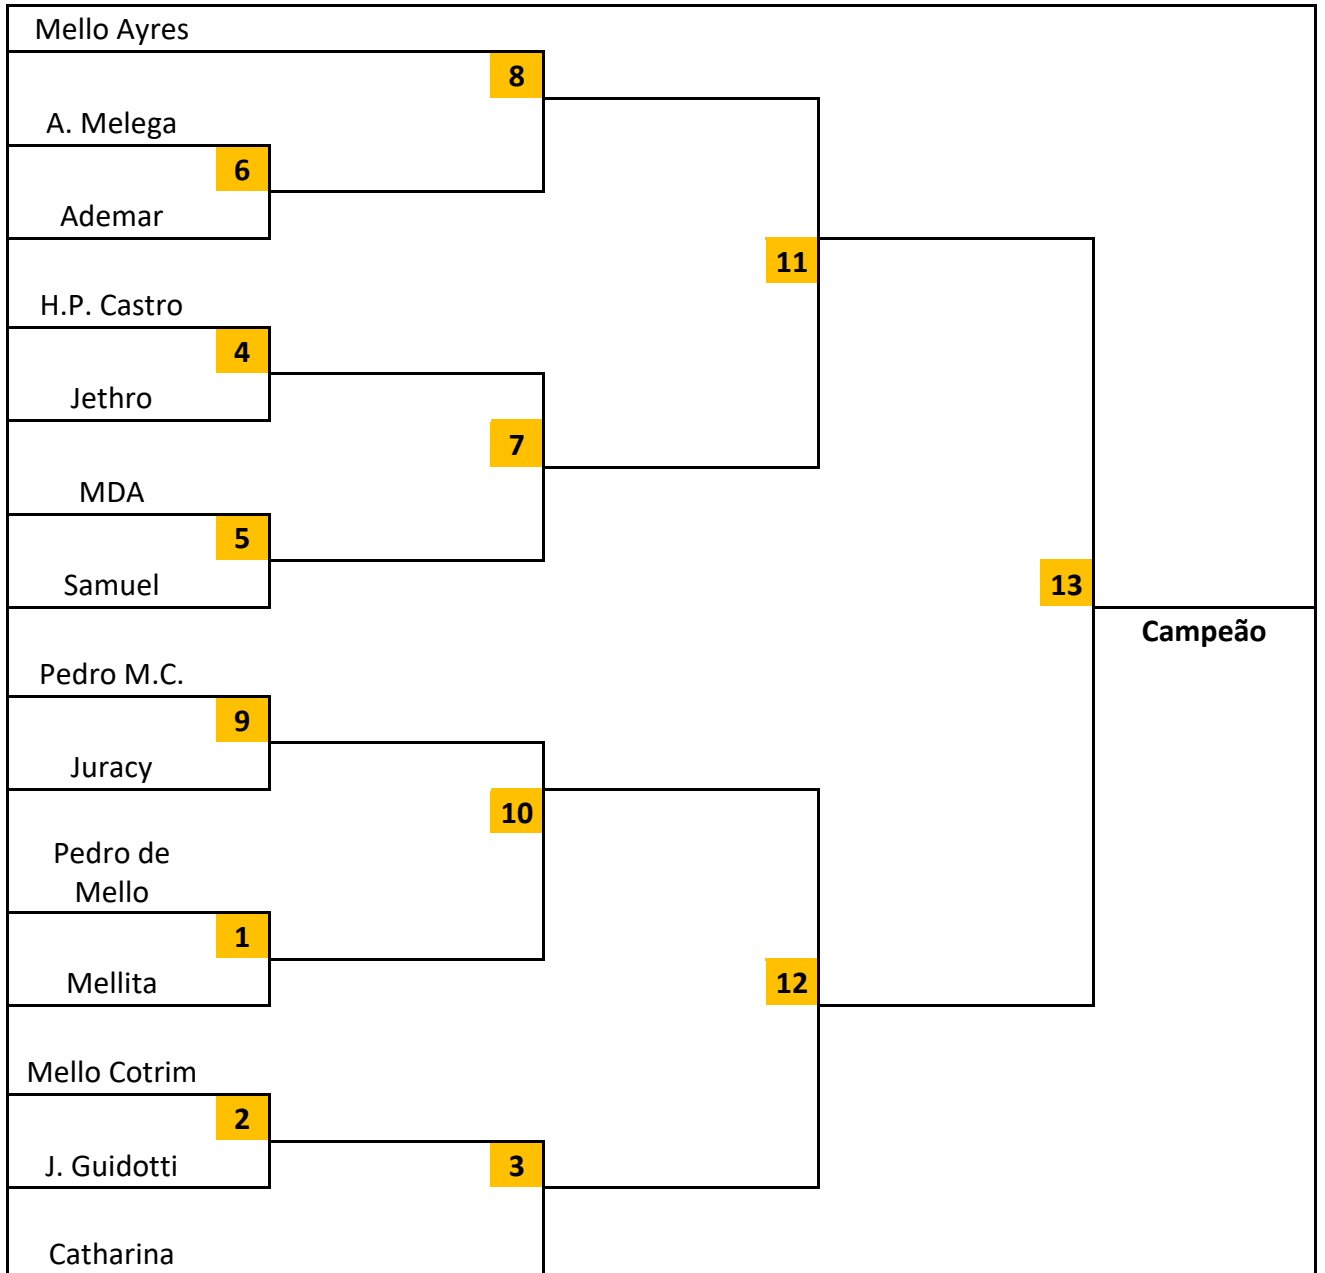 Mello Ayres
8
A. Melega
6
Ademar
11
H.P. Castro
4
Jethro
7
MDA
5
Samuel
13
Campeão
Pedro M.C.
9
Juracy
10
Pedro de
Mello
1
Mellita
12
Mello Cotrim
2
J. Guidotti
3
Catharina